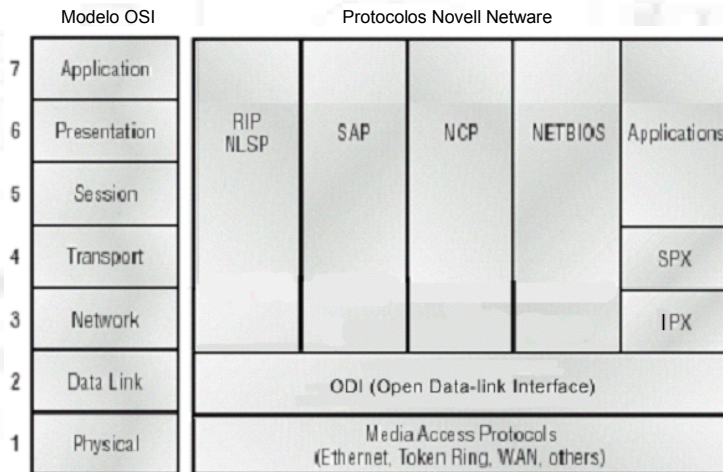 Modelo OSI
Protocolos Novell Netware
7 Application
6 Presentation
5 Session
4 Transport
3 Network
2 Data Link
1 Physical
RIP
NLSP
SAP
NCP
NETBIOS
Applications
SPX
IPX
ODI (Open Data-link Interface)
Media Access Protocols
(Ethernet, Token Ring, WAN, others)